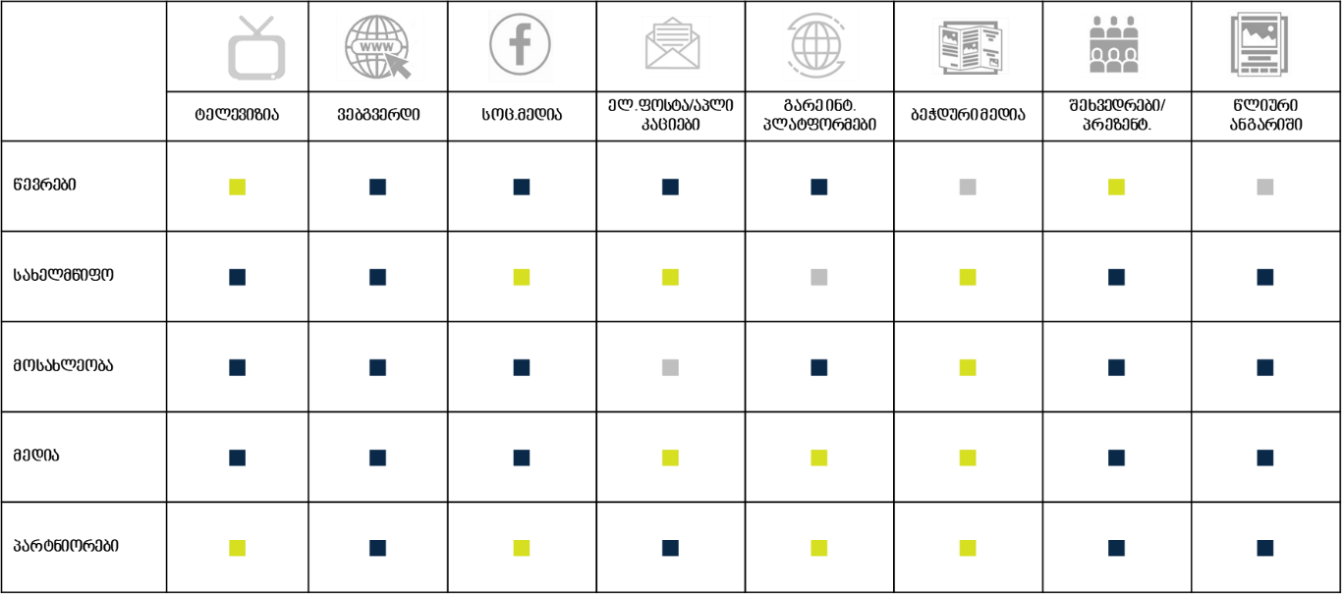 WWW
ტელევიზია
ვებგვერდი
სოც.მედია
ელ.ფოსტა/აპლი
კაციები
გარე ინტ.
პლატფორმები
ბეჭდური მედია
შეხვედრები/
პრეზენტ.
წლიური
ანგარიში
წევრები
სახელმწიფო
მოსახლეობა
მედია
პარტნიორები